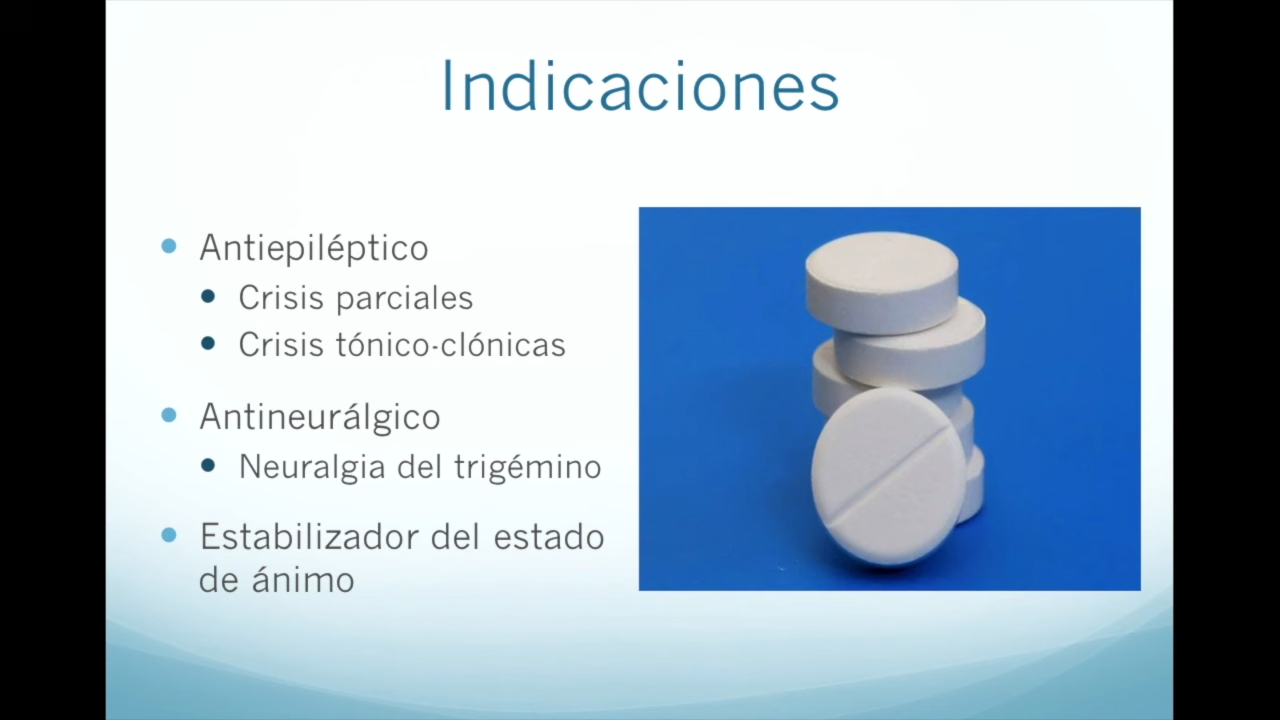 Indicaciones
Antiepiléptico
Crisis parciales
Crisis tónico-clónicas
Antineurálgico
Neuralgia del trigémino
Estabilizador del estado
de ánimo